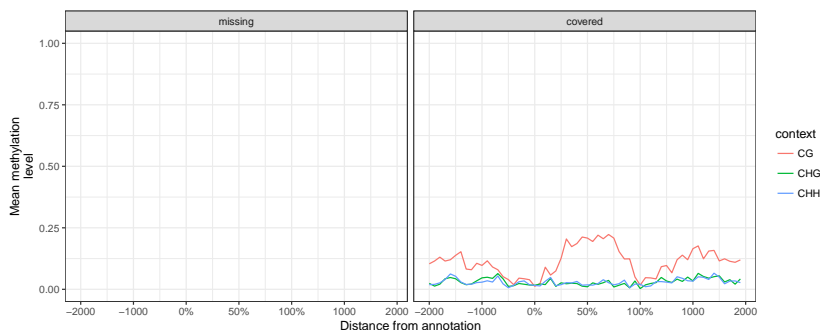 missing covered
1.00
0.75
0.50
0.25
0.00
Mean methylation
level
−2000 −1000 0% 50% 100% 1000 2000 −2000 −1000 0% 50% 100% 1000 2000
Distance from annotation
context
CG
CHG
CHH